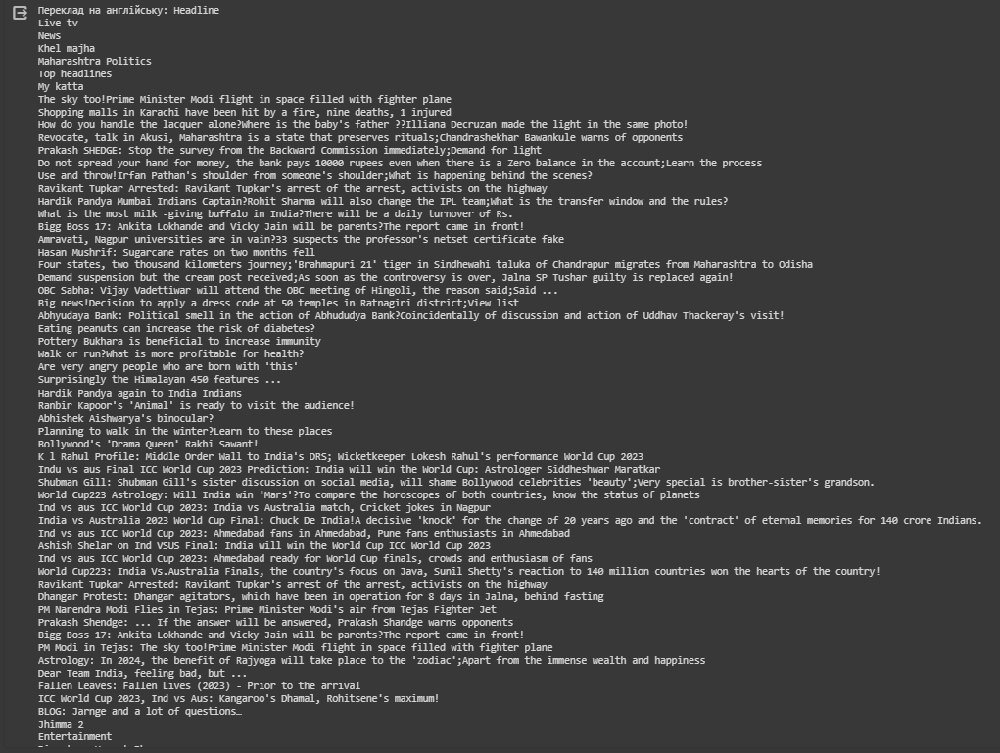 Переклад на англійську: Headline
Live tv
News
Khel majha
Maharashtra Politics
Top headlines
My katta
The sky too!Prime Minister Modi flight in space filled with fighter plane
Shopping malls in Karachi have been hit by a fire, nine deaths, 1 injured
How do you handle the lacquer alone?Where is the baby's father ??Illiana Decruzan made the light in the same photo!
Revocate, talk in Akusi, Maharashtra is a state that preserves rituals;Chandrashekhar Bawankule warns of opponents
Prakash SHEDGE: Stop the survey from the Backward Commission immediately;Demand for light
Do not spread your hand for money, the bank pays 10000 rupees even when there is a Zero balance in the account;Learn the process
Use and throw!Irfan Pathan's shoulder from someone's shoulder;What is happening behind the scenes?
Ravikant Tupkar Arrested: Ravikant Tupkar's arrest of the arrest, activists on the highway
Hardik Pandya Mumbai Indians Captain?Rohit Sharma will also change the IPL team;What is the transfer window and the rules?
What is the most milk -giving buffalo in India?There will be a daily turnover of Rs.
Bigg Boss 17: Ankita Lokhande and Vicky Jain will be parents?The report came in front!
Amravati, Nagpur universities are in vain?33 suspects the professor's netset certificate fake
Hasan Mushrif: Sugarcane rates on two months fell
Four states, two thousand kilometers journey;'Brahmapuri 21' tiger in Sindhewahi taluka of Chandrapur migrates from Maharashtra to Odisha
Demand suspension but the cream post received;As soon as the controversy is over, Jalna SP Tushar guilty is replaced again!
OBC Sabha: Vijay Vadettiwar will attend the OBC meeting of Hingoli, the reason said;Said ...
Big news!Decision to apply a dress code at 50 temples in Ratnagiri district;View list
Abhyudaya Bank: Political smell in the action of Abhududya Bank?Coincidentally of discussion and action of Uddhav Thackeray's visit!
Eating peanuts can increase the risk of diabetes?
Pottery Bukhara is beneficial to increase immunity
Walk or run?What is more profitable for health?
Are very angry people who are born with 'this'
Surprisingly the Himalayan 450 features ...
Hardik Pandya again to India Indians
Ranbir Kapoor's 'Animal' is ready to visit the audience!
Abhishek Aishwarya's binocular?
Planning to walk in the winter?Learn to these places
Bollywood's 'Drama Queen' Rakhi Sawant!
K l Rahul Profile: Middle Order Wall to India's DRS; Wicketkeeper Lokesh Rahul's performance World Cup 2023
Indu vs aus Final ICC World Cup 2023 Prediction: India will win the World Cup: Astrologer Siddheshwar Maratkar
Shubman Gill: Shubman Gill's sister discussion on social media, will shame Bollywood celebrities 'beauty';Very special is brother-sister's grandson.
World Cup223 Astrology: Will India win 'Mars'?To compare the horoscopes of both countries, know the status of planets
Ind vs aus ICC World Cup 2023: India vs Australia match, Cricket jokes in Nagpur
India vs Australia 2023 World Cup Final: Chuck De India!A decisive 'knock' for the change of 20 years ago and the 'contract' of eternal memories for 140 crore Indians.
Ind vs aus ICC World Cup 2023: Ahmedabad fans in Ahmedabad, Pune fans enthusiasts in Ahmedabad
Ashish Shelar on Ind VSUS Final: India will win the World Cup ICC World Cup 2023
Ind vs aus ICC World Cup 2023: Ahmedabad ready for World Cup finals, crowds and enthusiasm of fans
World Cup223: India Vs.Australia Finals, the country's focus on Java, Sunil Shetty's reaction to 140 million countries won the hearts of the country!
Ravikant Tupkar Arrested: Ravikant Tupkar's arrest of the arrest, activists on the highway
Dhangar Protest: Dhangar agitators, which have been in operation for 8 days in Jalna, behind fasting
PM Narendra Modi Flies in Tejas: Prime Minister Modi's air from Tejas Fighter Jet
Prakash Shendge: ... If the answer will be answered, Prakash Shandge warns opponents
Bigg Boss 17: Ankita Lokhande and Vicky Jain will be parents?The report came in front!
PM Modi in Tejas: The sky too!Prime Minister Modi flight in space filled with fighter plane
Astrology: In 2024, the benefit of Rajyoga will take place to the 'zodiac';Apart from the immense wealth and happiness
Dear Team India, feeling bad, but ...
Fallen Leaves: Fallen Lives (2023) - Prior to the arrival
ICC World Cup 2023, Ind vs Aus: Kangaroo's Dhamal, Rohitsene's maximum!
BLOG: Jarnge and a lot of questions…
Jhimma 2
Entertainment